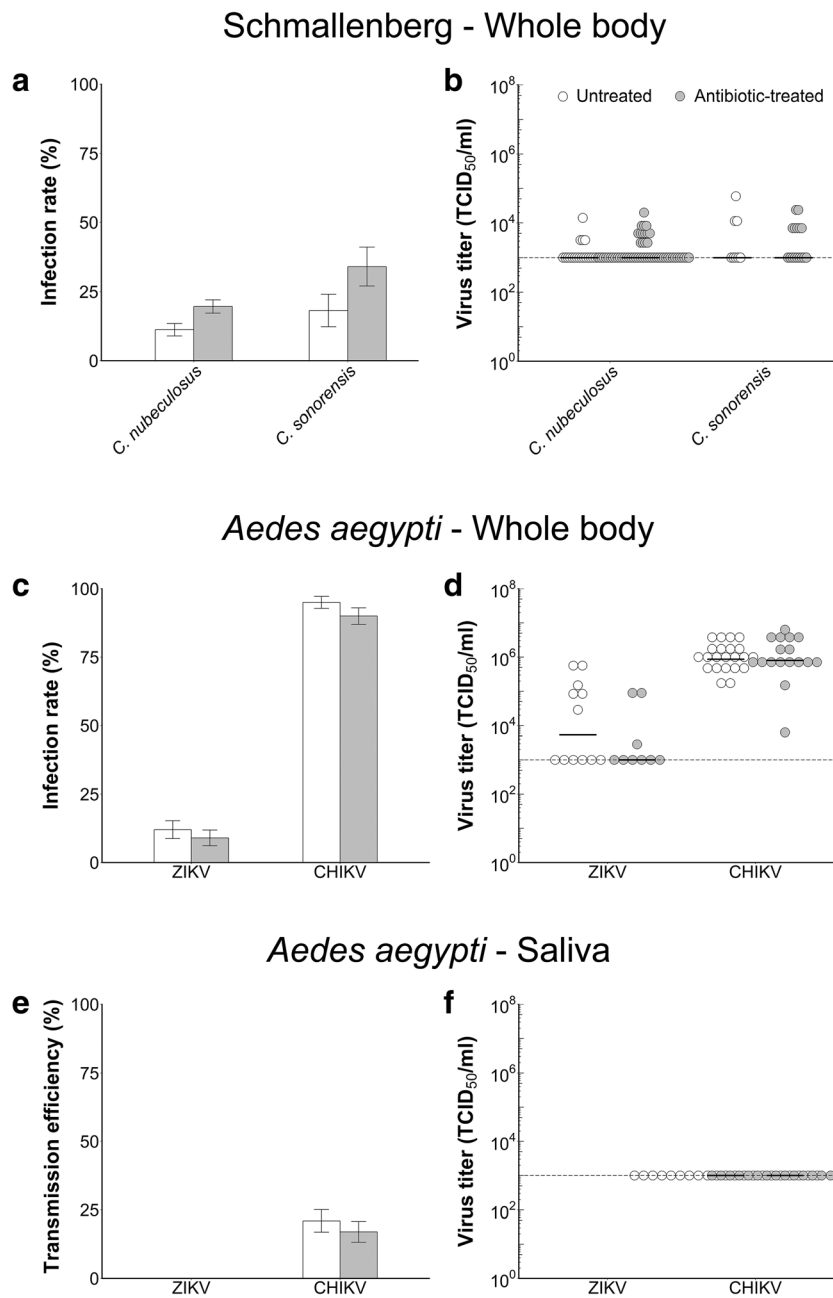 Schmallenberg - Whole body
a
Infection rate (%)
100
75
50
25
0
C. nubeculosus
C. sonorensis
b
Untreated
Antibiotic-treated
Virus titer (TCID50/ml)
10^8
10^6
10^4
10^2
10^0
C. nubeculosus
C. sonorensis
Aedes aegypti - Whole body
c
Infection rate (%)
100
75
50
25
0
ZIKV
CHIKV
d
Virus titer (TCID50/ml)
10^8
10^6
10^4
10^2
10^0
ZIKV
CHIKV
Aedes aegypti - Saliva
e
Transmission efficiency (%)
100
75
50
25
0
ZIKV
CHIKV
f
Virus titer (TCID50/ml)
10^8
10^6
10^4
10^2
10^0
ZIKV
CHIKV